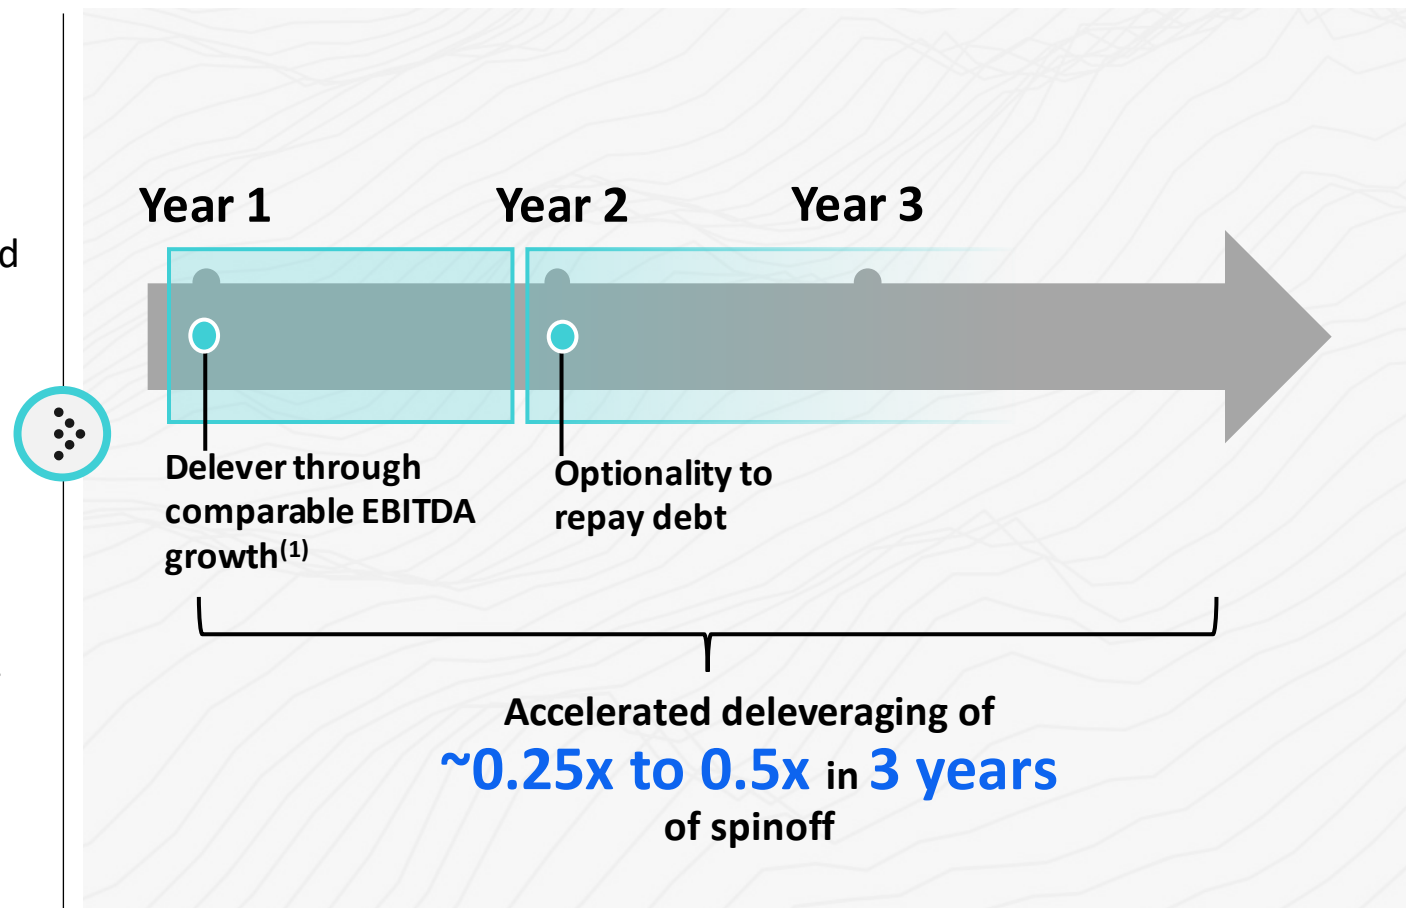 Year 1
Year 2
Year 3
d
Delever through
comparable EBITDA
growth(1)
Optionality to
repay debt
Accelerated deleveraging of
~0.25x to 0.5x in 3 years
of spinoff